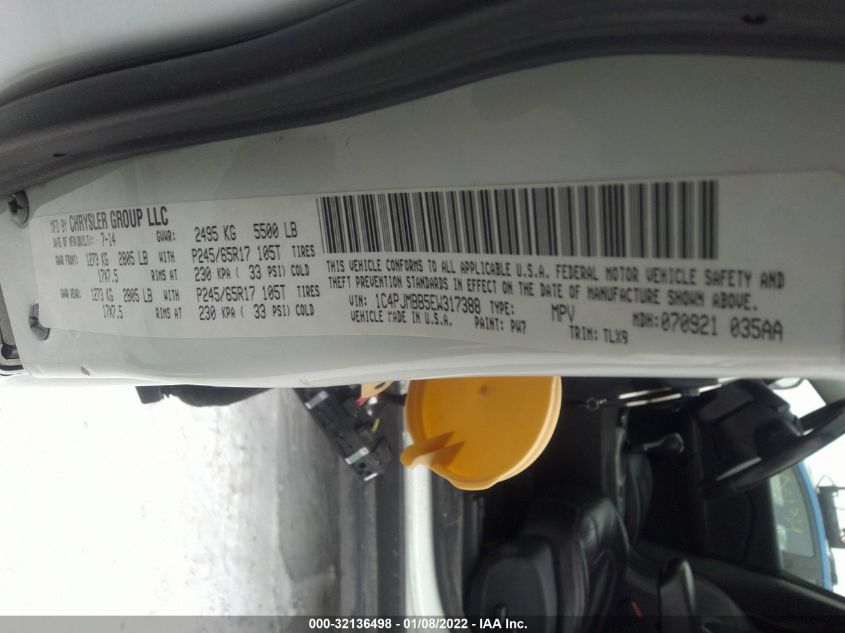 MFD BY CHRYSLER GROUP LLC
DATE OF MFR(BUILT): 7-14 GVWR: 2495 KG 5500 LB
GAWR FRONT: 1273 KG 2805 LB WITH P245/65R17 105T TIRES
17X7.5 RIMS AT 230 KPA ( 33 PSI) COLD
GAWR REAR: 1273 KG 2805 LB WITH P245/65R17 105T TIRES
17X7.5 RIMS AT 230 KPA ( 33 PSI) COLD
THIS VEHICLE CONFORMS TO ALL APPLICABLE U.S.A. FEDERAL MOTOR VEHICLE SAFETY AND
THEFT PREVENTION STANDARDS IN EFFECT ON THE DATE OF MANUFACTURE SHOWN ABOVE.
VIN: 1C4PJMBB5EW317388 TYPE: MPV MDH: 070921 035AA
VEHICLE MADE IN U.S.A. PAINT: PW7 TRIM: TLX9
000-32136498 - 01/08/2022 - IAA Inc.